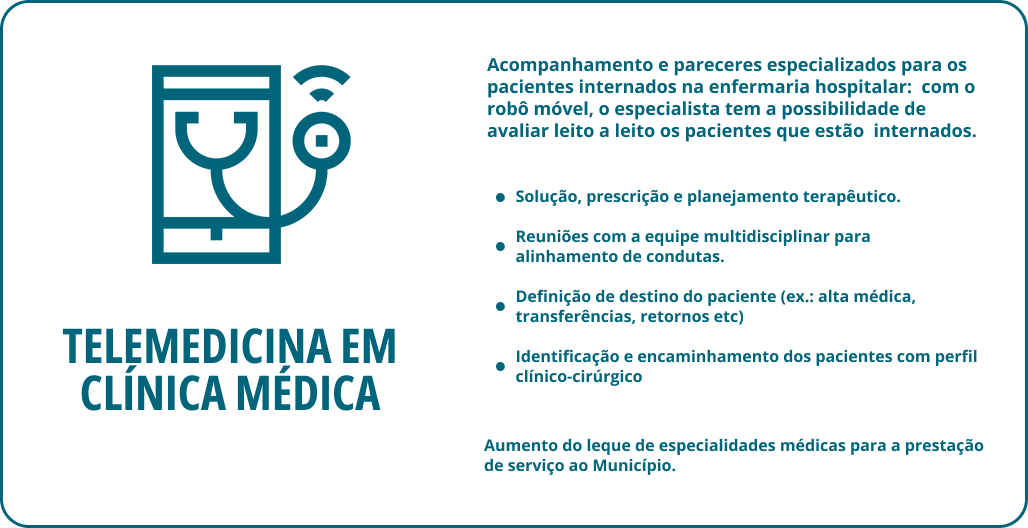 TELEMEDICINA EM
CLÍNICA MÉDICA
Acompanhamento e pareceres especializados para os
pacientes internados na enfermaria hospitalar:  com o
robô móvel, o especialista tem a possibilidade de
avaliar leito a leito os pacientes que estão  internados.
Solução, prescrição e planejamento terapêutico.
Reuniões com a equipe multidisciplinar para
alinhamento de condutas.
Definição de destino do paciente (ex.: alta médica,
transferências, retornos etc)
Identificação e encaminhamento dos pacientes com perfil
clínico-cirúrgico
Aumento do leque de especialidades médicas para a prestação
de serviço ao Município.